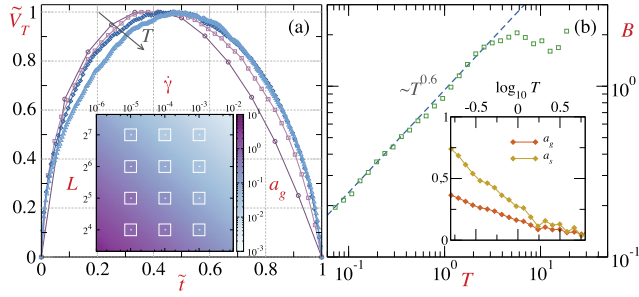 Ṽ_T
1
0.8
0.6
0.4
0.2
0
(a)
T
γ̇
10^-6 10^-5 10^-4 10^-3 10^-2
2^7
2^6
2^5
2^4
L
a_g
10^1
10^0
10^-1
10^-2
10^-3
0 0.2 0.4 0.6 0.8 1
t̃
(b)
B
~T^0.6
10^0
10^-1
log₁₀ T
-0.5 0 0.5
1
0.5
0
a_g
a_s
10^-1 10^0 10^1
T